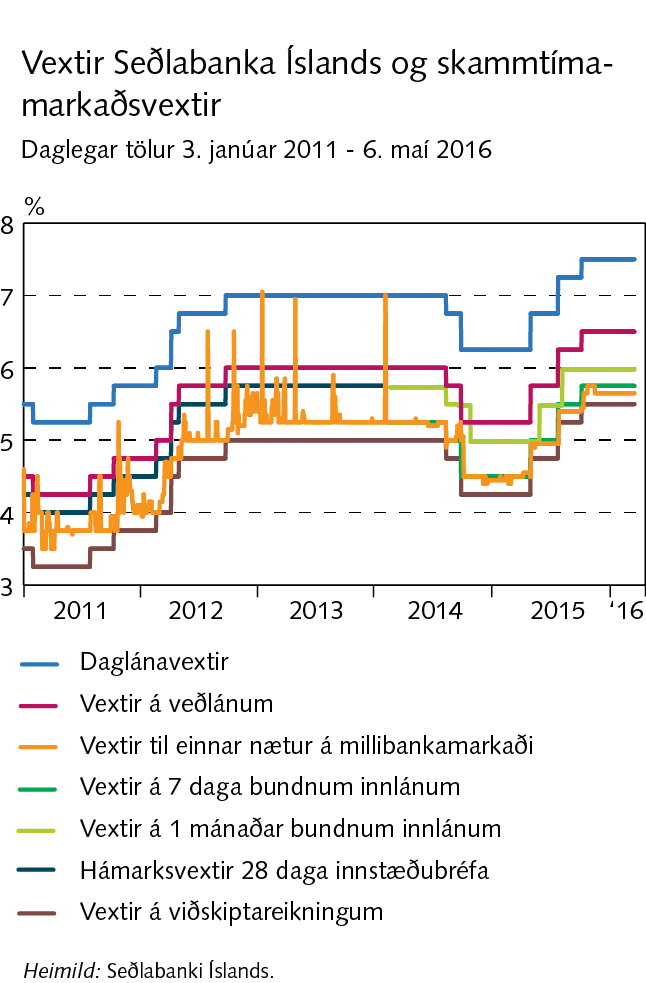 Vextir Seðlabanka Íslands og skammtíma-
markaðsvextir
Daglegar tölur 3. janúar 2011 - 6. maí 2016
%
8
7
6
5
4
3
2011 2012 2013 2014 2015 ‘16
Daglánavextir
Vextir á veðlánum
Vextir til einnar nætur á millibankamarkaði
Vextir á 7 daga bundnum innlánum
Vextir á 1 mánaðar bundnum innlánum
Hámarksvextir 28 daga innstæðubréfa
Vextir á viðskiptareikningum
Heimild: Seðlabanki Íslands.